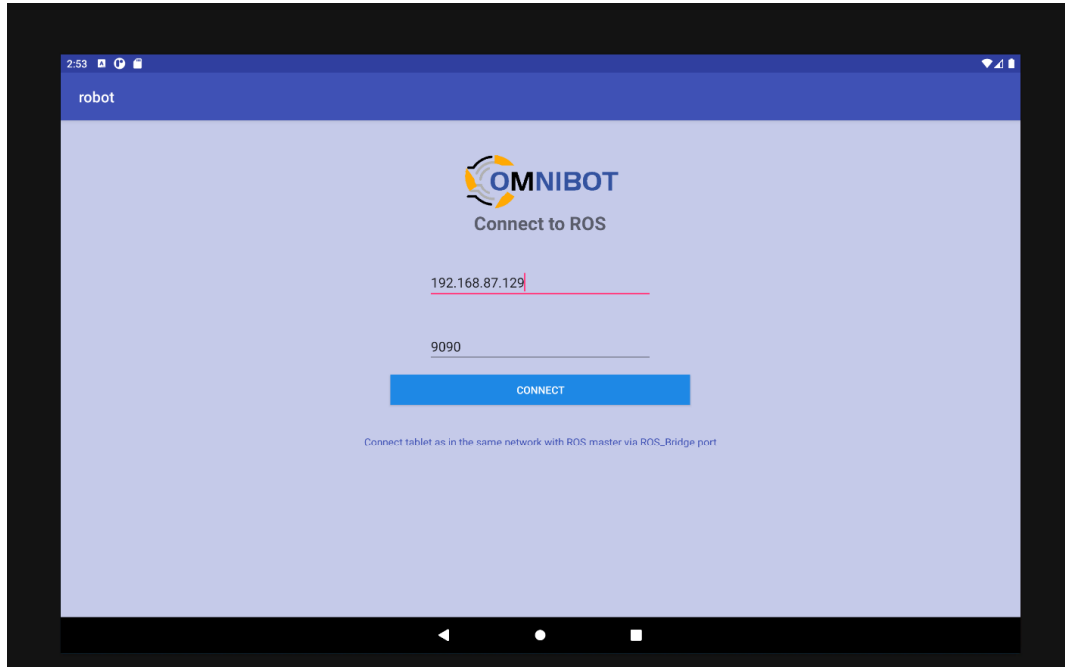 2:53
robot
OMNIBOT
Connect to ROS
192.168.87.129
9090
CONNECT
Connect tablet as in the same network with ROS master via ROS_Bridge port